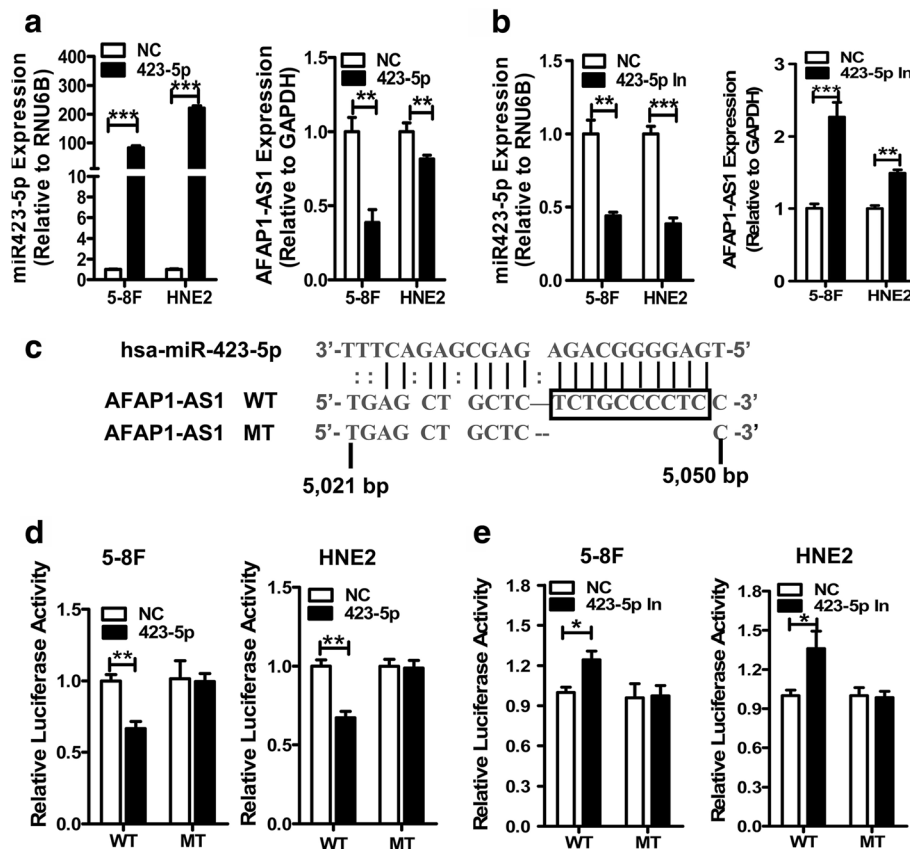 a
miR423-5p Expression
(Relative to RNU6B)
400
300
200
100
10
8
6
4
2
0
NC
423-5p
***
***
5-8F
HNE2
AFAP1-AS1 Expression
(Relative to GAPDH)
1.5
1.0
0.5
0.0
NC
423-5p
**
**
5-8F
HNE2
b
miR423-5p Expression
(Relative to RNU6B)
1.5
1.0
0.5
0.0
NC
423-5p In
**
***
5-8F
HNE2
AFAP1-AS1 Expression
(Relative to GAPDH)
3
2
1
0
NC
423-5p In
***
**
5-8F
HNE2
c
hsa-miR-423-5p 3’-TTTCAGAGCGAG AGACGGGGAGT-5’
AFAP1-AS1 WT 5’-TGAG CT GCTC—TCTGCCCCTC C -3’
AFAP1-AS1 MT 5’-TGAG CT GCTC-- C -3’
5,021 bp
5,050 bp
d
5-8F
Relative Luciferase Activity
1.5
1.0
0.5
0.0
NC
423-5p
**
WT
MT
HNE2
Relative Luciferase Activity
1.5
1.0
0.5
0.0
NC
423-5p
**
WT
MT
e
5-8F
Relative Luciferase Activity
1.8
1.5
1.2
0.9
0.6
0.3
0.0
NC
423-5p In
*
WT
MT
HNE2
Relative Luciferase Activity
1.8
1.5
1.2
0.9
0.6
0.3
0.0
NC
423-5p In
*
WT
MT